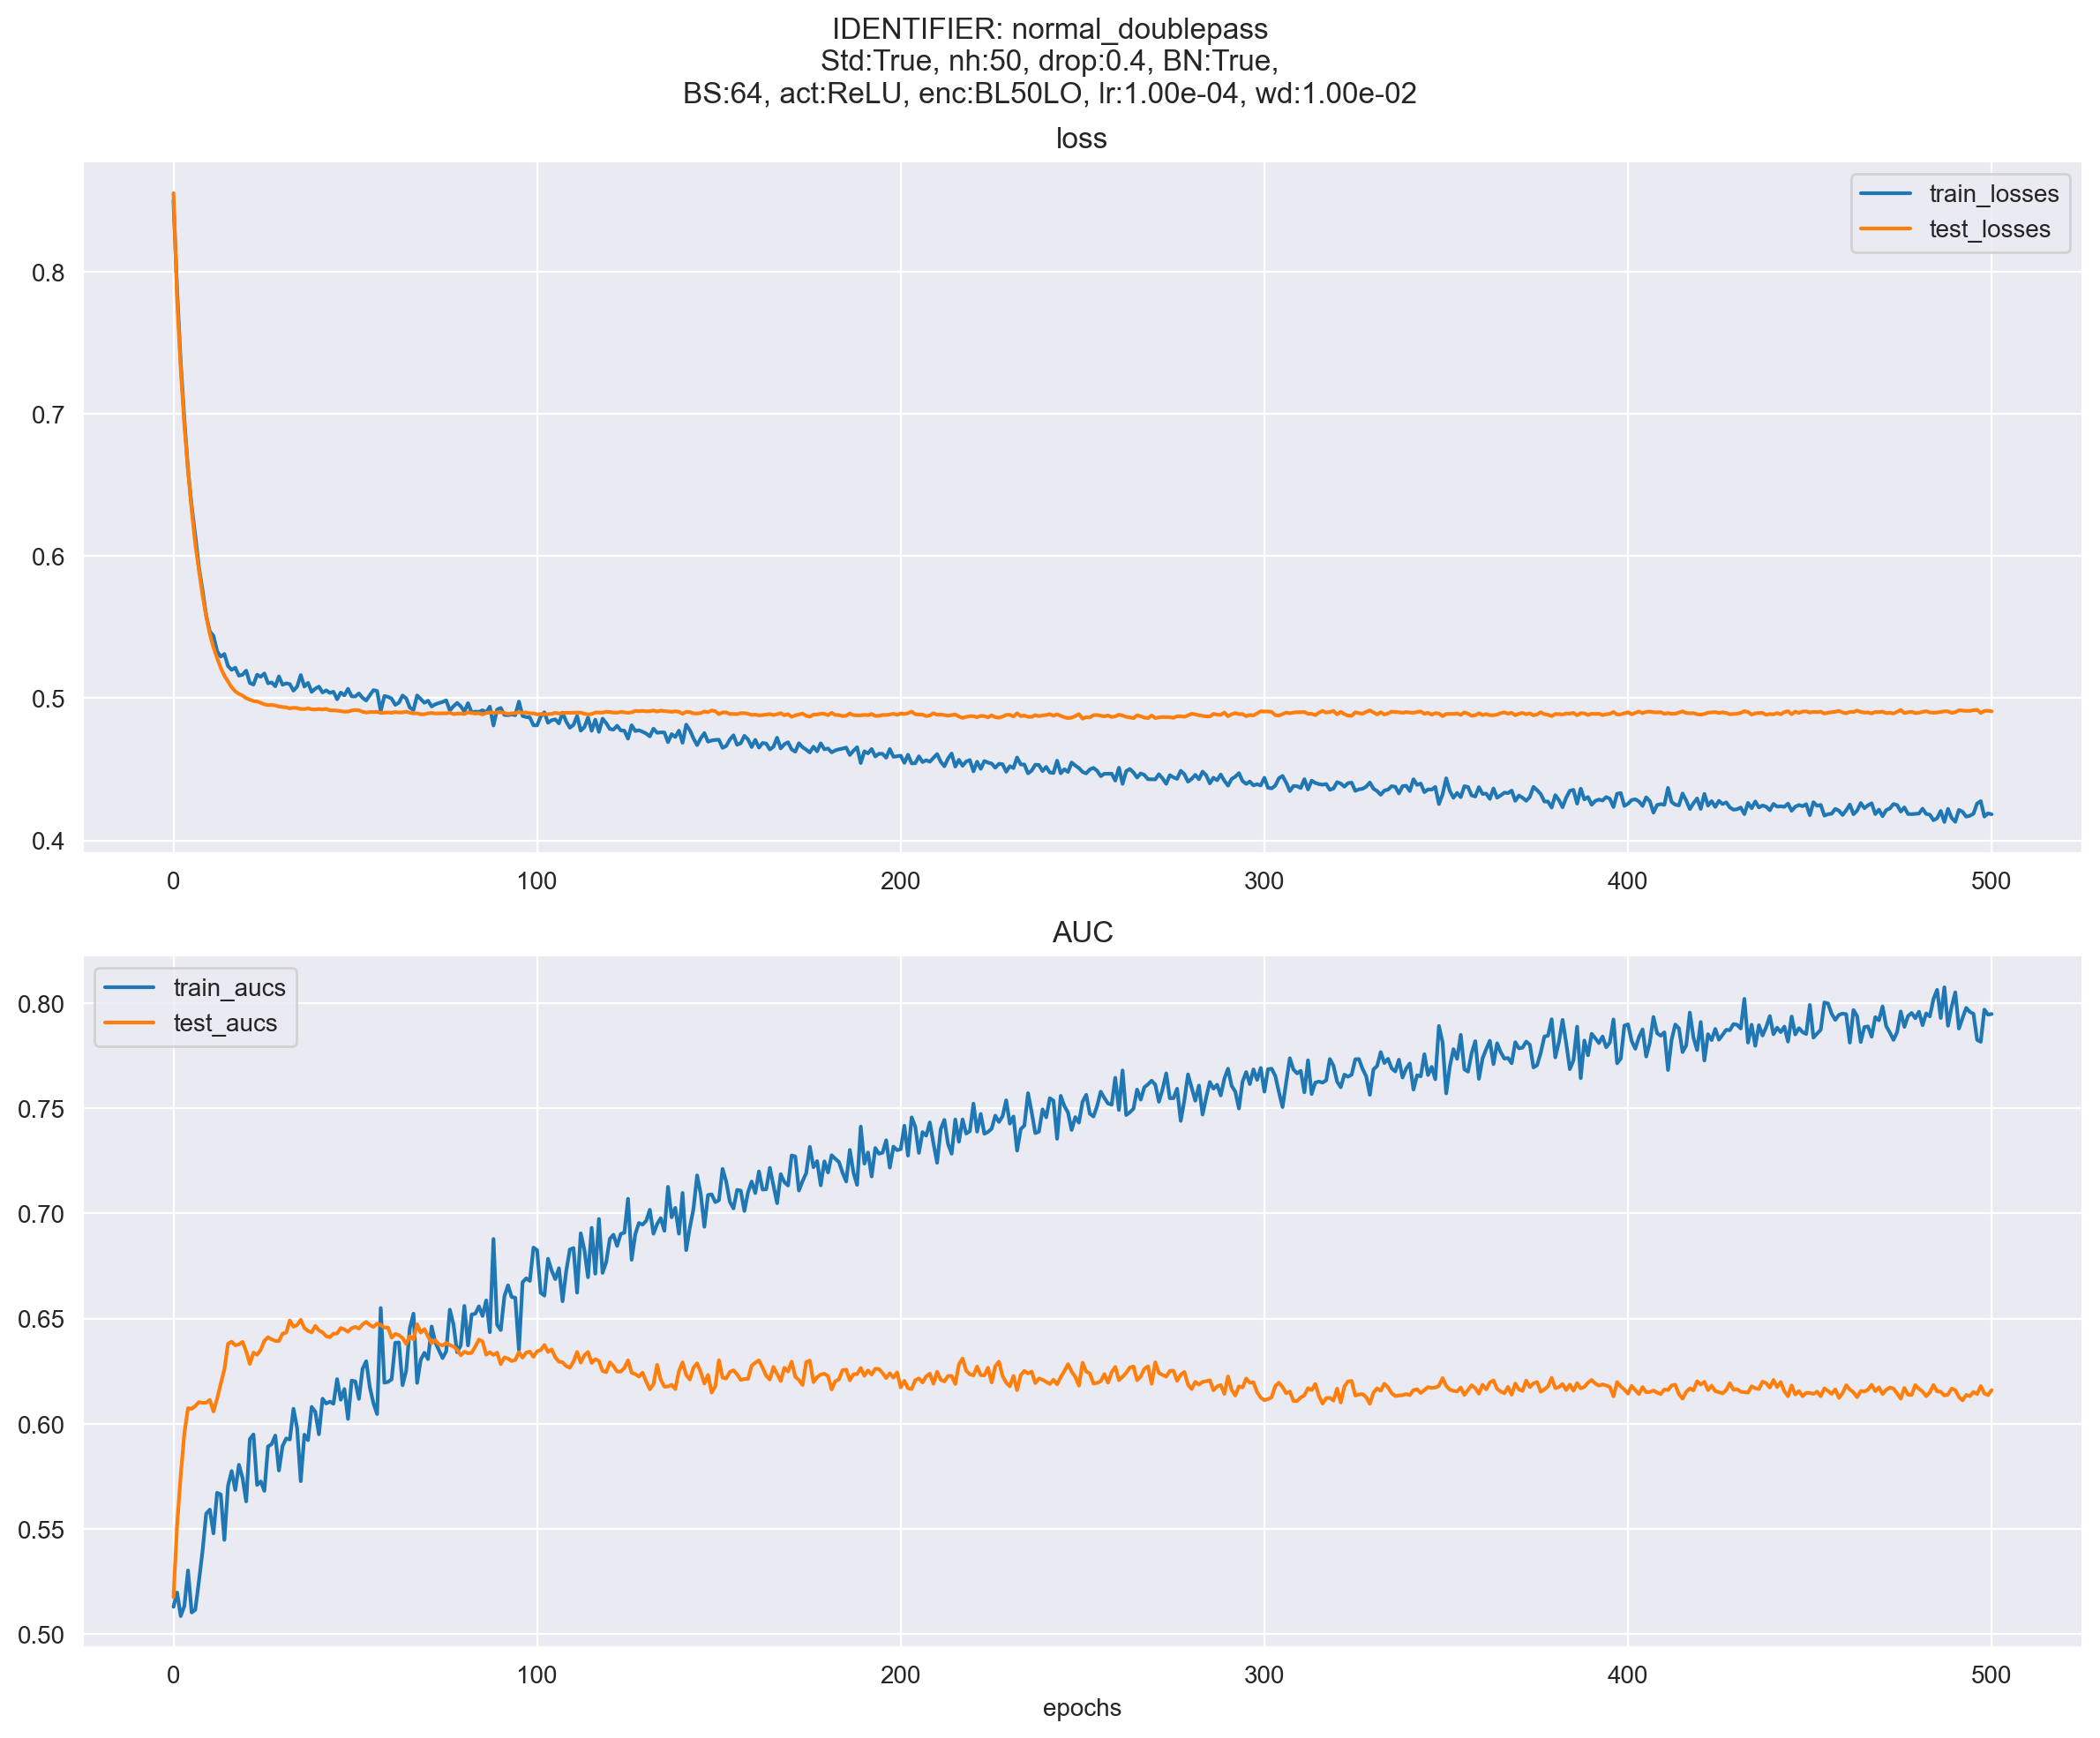 IDENTIFIER: normal_doublepass
Std:True, nh:50, drop:0.4, BN:True,
BS:64, act:ReLU, enc:BL50LO, lr:1.00e-04, wd:1.00e-02
loss
train_losses
test_losses
0.8
0.7
0.6
0.5
0.4
0 100 200 300 400 500
AUC
train_aucs
test_aucs
0.80
0.75
0.70
0.65
0.60
0.55
0.50
0 100 200 300 400 500
epochs